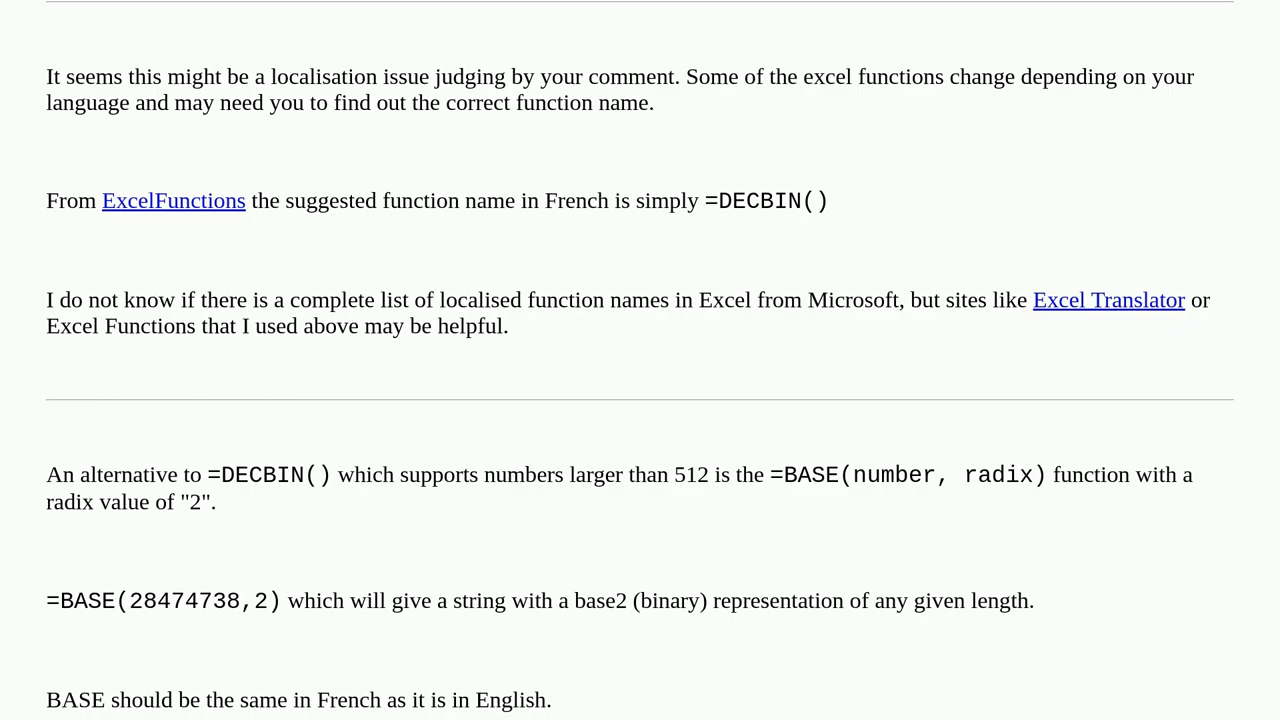 It seems this might be a localisation issue judging by your comment. Some of the excel functions change depending on your
language and may need you to find out the correct function name.
From ExcelFunctions the suggested function name in French is simply =DECBIN()
I do not know if there is a complete list of localised function names in Excel from Microsoft, but sites like Excel Translator or
Excel Functions that I used above may be helpful.
An alternative to =DECBIN() which supports numbers larger than 512 is the =BASE(number, radix) function with a
radix value of "2".
=BASE(28474738,2) which will give a string with a base2 (binary) representation of any given length.
BASE should be the same in French as it is in English.